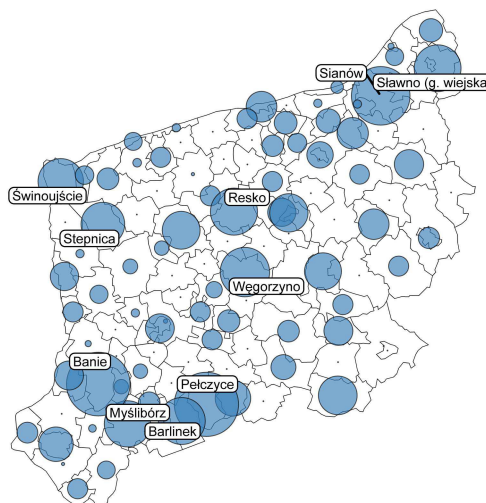 Sianów
Sławno (g. wiejska
Świnoujście
Resko
Stepnica
Węgorzyno
Banie
Pełczyce
Myślibórz
Barlinek